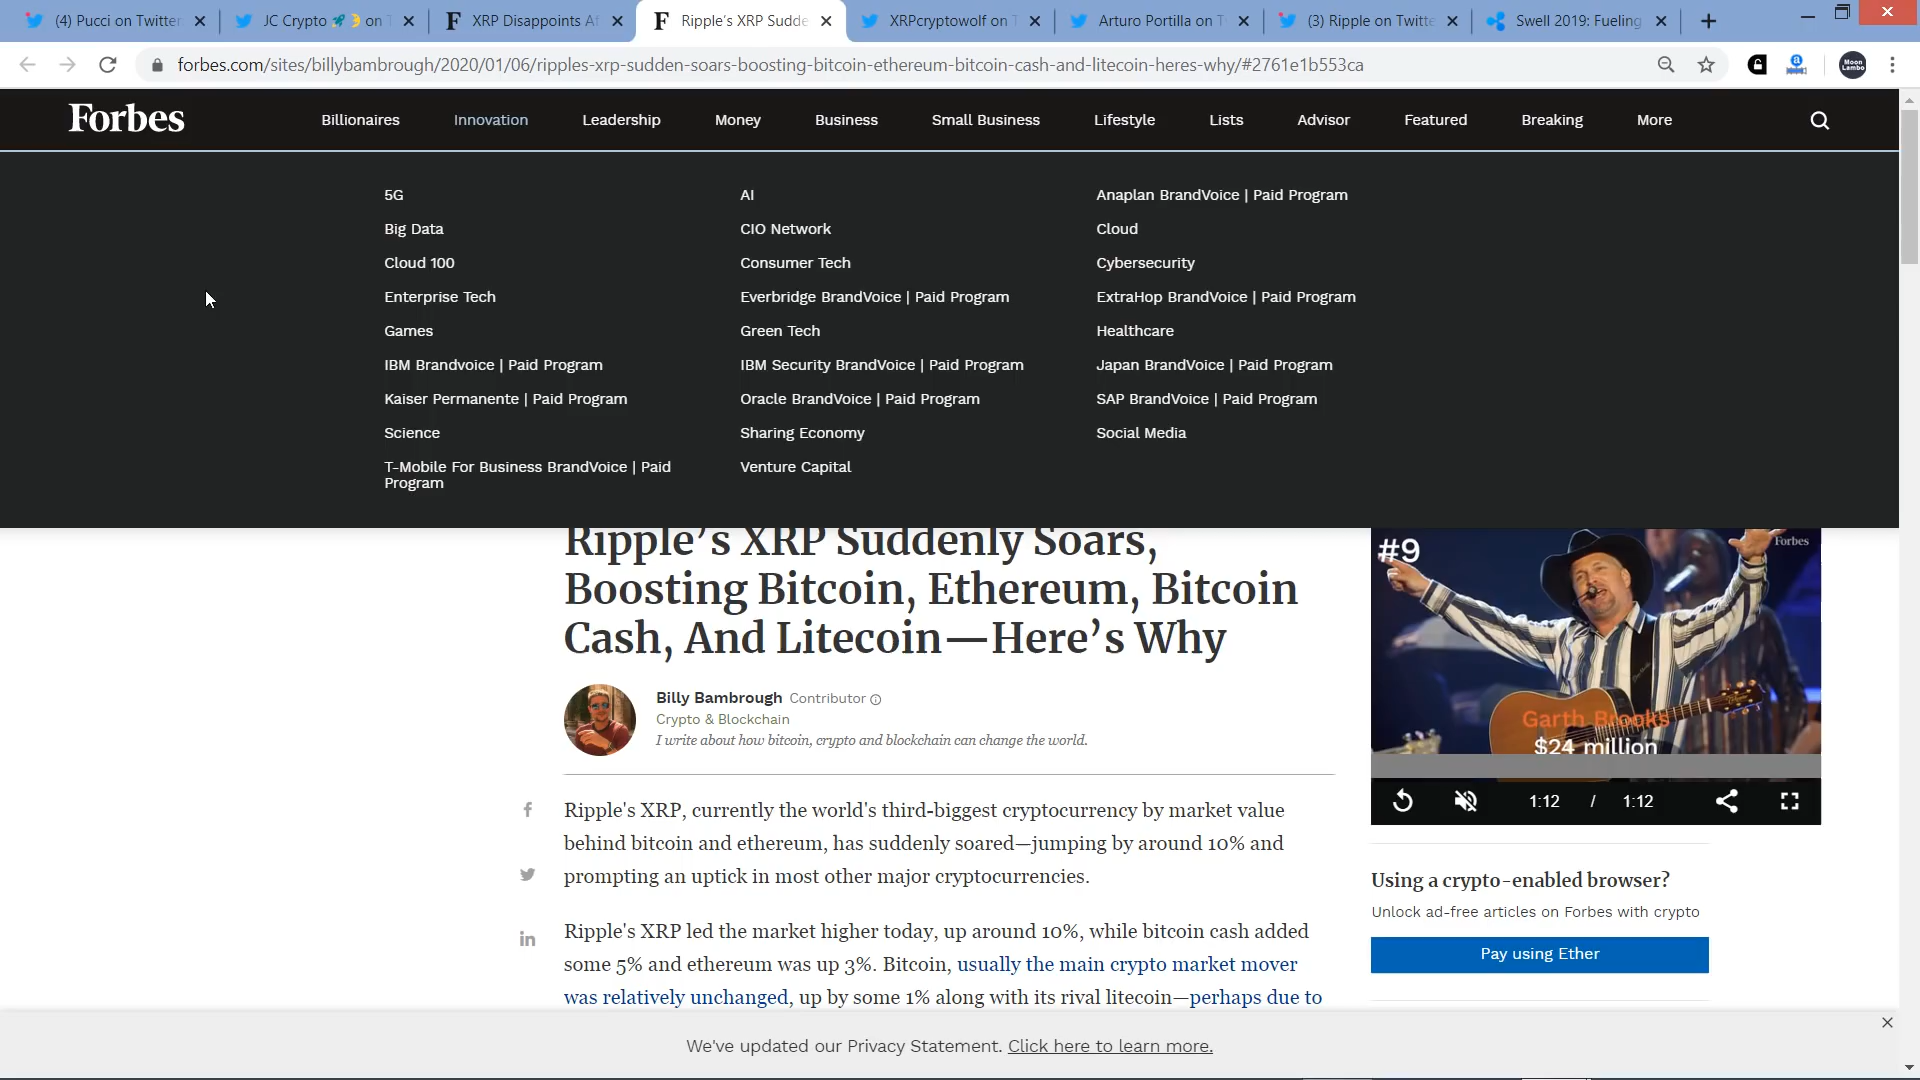 (4) Pucci on Twitter
JC Crypto 🚀🌛 on T
XRP Disappoints Af
Ripple's XRP Sudde
XRPcryptowolf on T
Arturo Portilla on T
(3) Ripple on Twitte
Swell 2019: Fueling
forbes.com/sites/billybambrough/2020/01/06/ripples-xrp-sudden-soars-boosting-bitcoin-ethereum-bitcoin-cash-and-litecoin-heres-why/#2761e1b553ca
Moon
Lambo
Forbes
Billionaires
Innovation
Leadership
Money
Business
Small Business
Lifestyle
Lists
Advisor
Featured
Breaking
More
5G
AI
Anaplan BrandVoice | Paid Program
Big Data
CIO Network
Cloud
Cloud 100
Consumer Tech
Cybersecurity
Enterprise Tech
Everbridge BrandVoice | Paid Program
ExtraHop BrandVoice | Paid Program
Games
Green Tech
Healthcare
IBM Brandvoice | Paid Program
IBM Security BrandVoice | Paid Program
Japan BrandVoice | Paid Program
Kaiser Permanente | Paid Program
Oracle BrandVoice | Paid Program
SAP BrandVoice | Paid Program
Science
Sharing Economy
Social Media
T-Mobile For Business BrandVoice | Paid
Program
Venture Capital
Ripple's XRP Suddenly Soars,
Boosting Bitcoin, Ethereum, Bitcoin
Cash, And Litecoin—Here's Why
Billy Bambrough Contributor
Crypto & Blockchain
I write about how bitcoin, crypto and blockchain can change the world.
Ripple's XRP, currently the world's third-biggest cryptocurrency by market value
behind bitcoin and ethereum, has suddenly soared—jumping by around 10% and
prompting an uptick in most other major cryptocurrencies.
Ripple's XRP led the market higher today, up around 10%, while bitcoin cash added
some 5% and ethereum was up 3%. Bitcoin, usually the main crypto market mover
was relatively unchanged, up by some 1% along with its rival litecoin—perhaps due to
#9
Forbes
Garth Brooks
$24 million
1:12 / 1:12
Using a crypto-enabled browser?
Unlock ad-free articles on Forbes with crypto
Pay using Ether
We've updated our Privacy Statement. Click here to learn more.